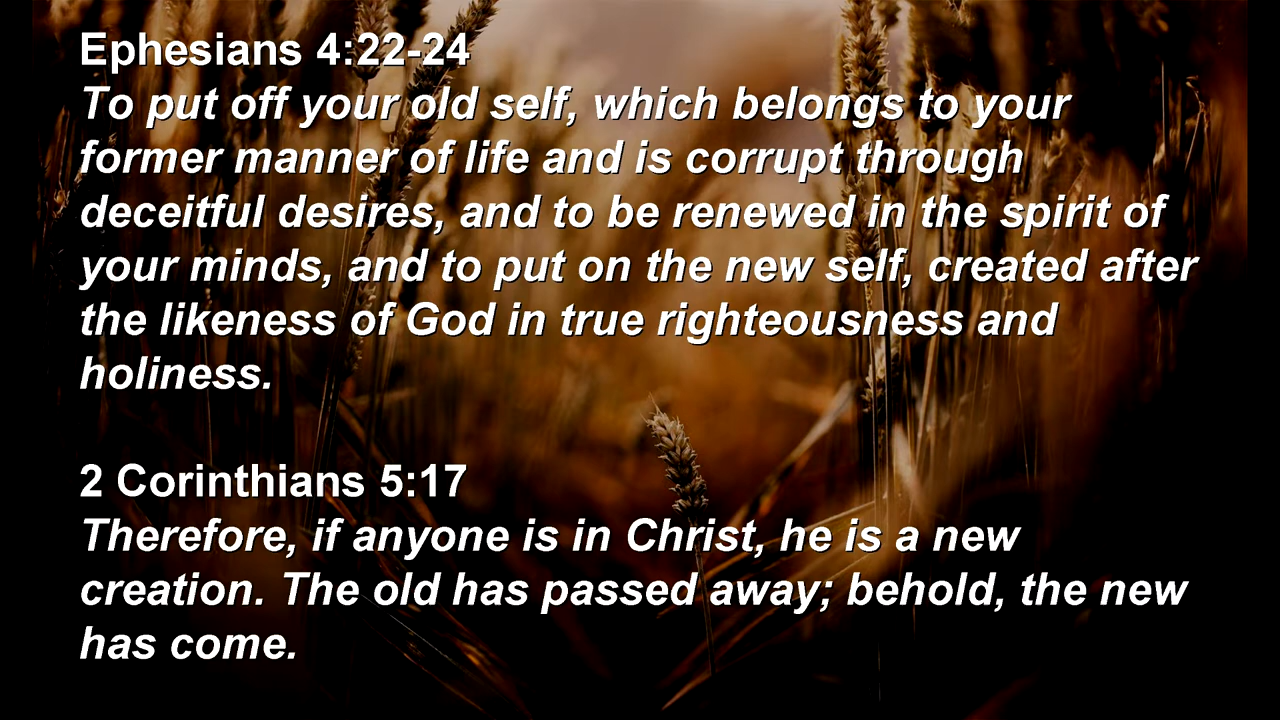 Ephesians 4:22-24
To put off your old self, which belongs to your
former manner of life and is corrupt through
deceitful desires, and to be renewed in the spirit of
your minds, and to put on the new self, created after
the likeness of God in true righteousness and
holiness.
2 Corinthians 5:17
Therefore, if anyone is in Christ, he is a new
creation. The old has passed away; behold, the new
has come.